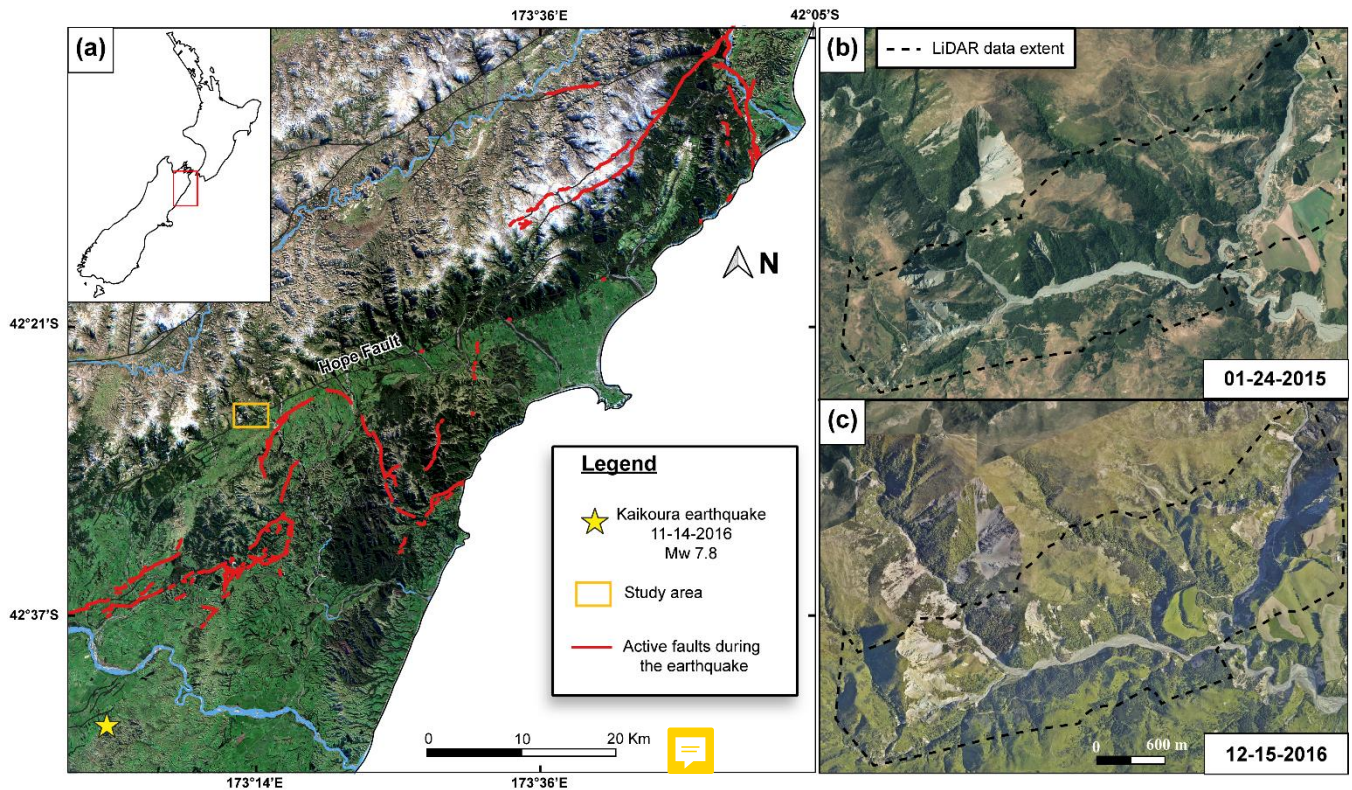 173°36'E
42°05'S
(a)
(b)
LiDAR data extent
N
42°21'S
Hope Fault
01-24-2015
(c)
Legend
Kaikoura earthquake
11-14-2016
Mw 7.8
Study area
Active faults during
the earthquake
42°37'S
0 10 20 Km
0 600 m
12-15-2016
173°14'E
173°36'E